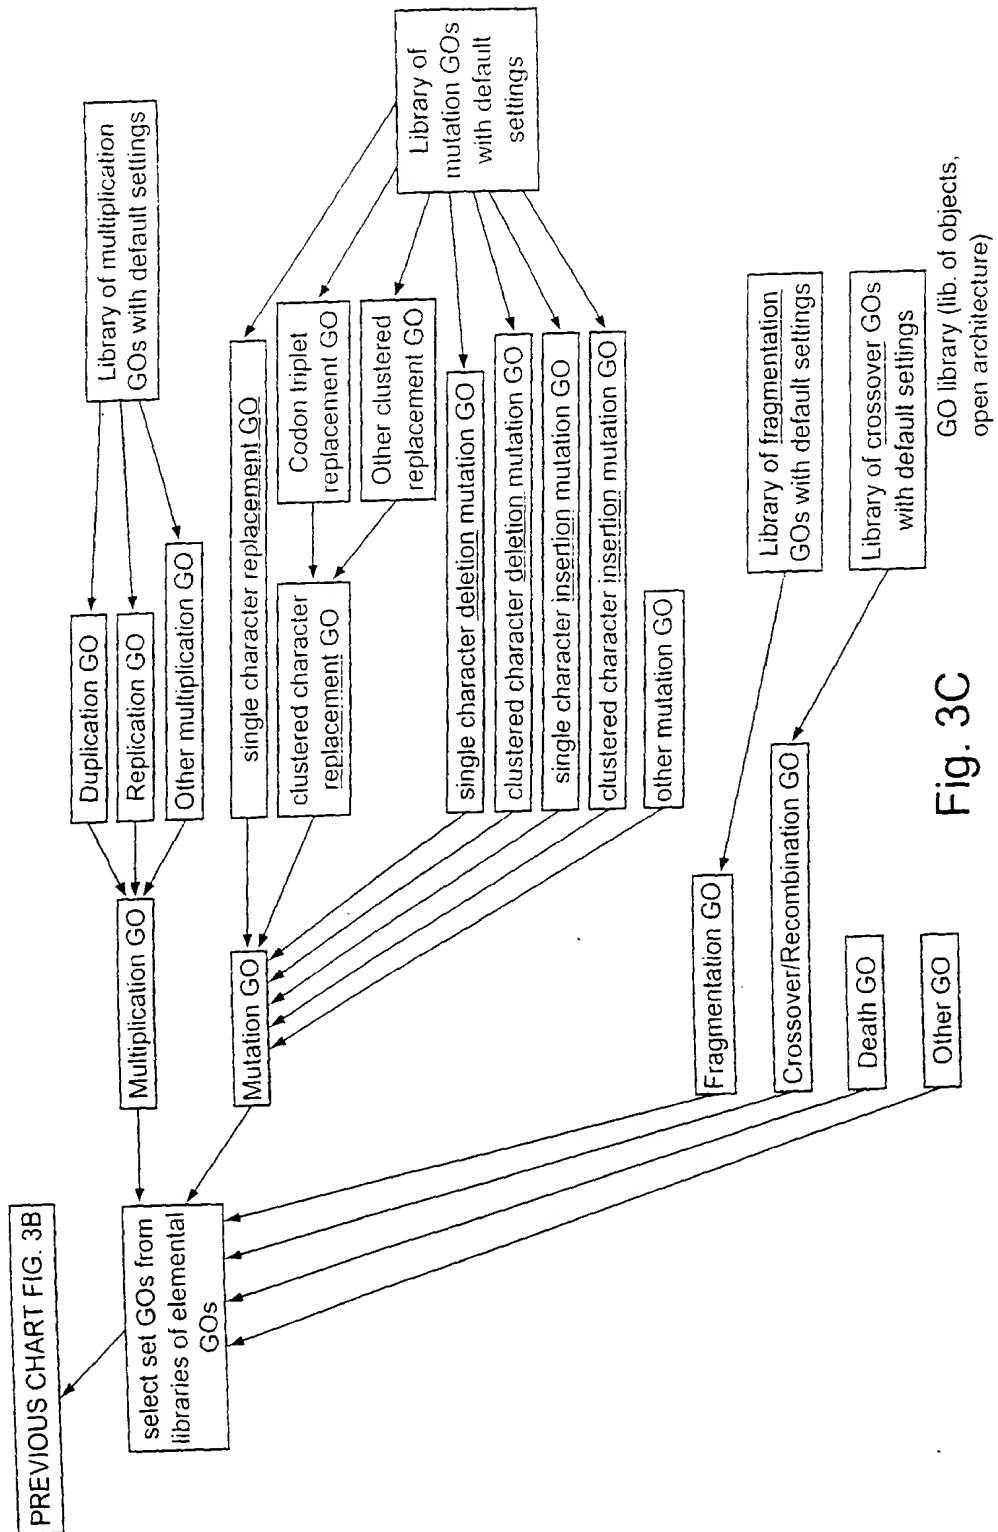 PREVIOUS CHART FIG. 3B
select set GOs from
libraries of elemental
GOs
Multiplication GO
Duplication GO
Replication GO
Other multiplication GO
Library of multiplication
GOs with default settings
Mutation GO
single character replacement GO
clustered character
replacement GO
Codon triplet
replacement GO
Other clustered
replacement GO
single character deletion mutation GO
clustered character deletion mutation GO
single character insertion mutation GO
clustered character insertion mutation GO
other mutation GO
Library of
mutation GOs
with default
settings
Fragmentation GO
Library of fragmentation
GOs with default settings
Crossover/Recombination GO
Library of crossover GOs
with default settings
Death GO
Other GO
GO library (lib. of objects,
open architecture)
Fig. 3C